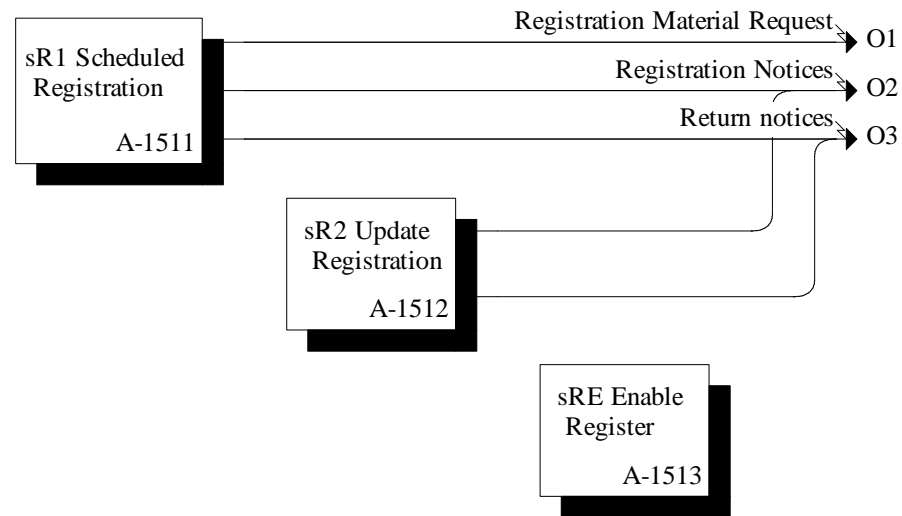 Registration Material Request
O1
sR1 Scheduled
Registration
Registration Notices
O2
Return notices
O3
A-1511
sR2 Update
Registration
A-1512
sRE Enable
Register
A-1513